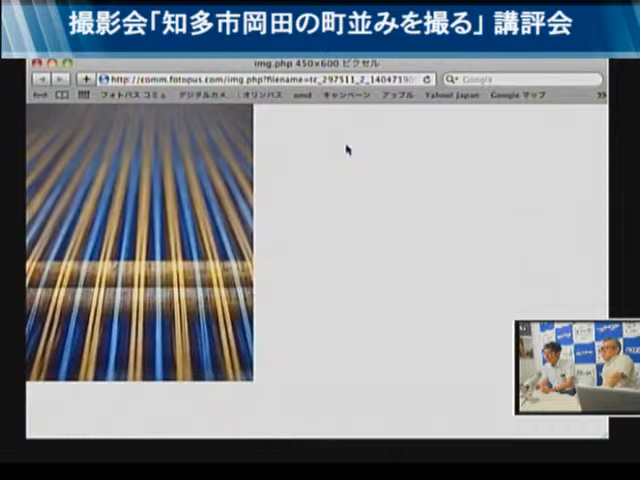 撮影会「知多市岡田の町並みを撮る」講評会
img.php 450×600 ピクセル
http://comm.fotopus.com/img.php?filename=tc_297511_2_1404739
Google
フォトパス コミュ デジタルカメ... オリンパス omd キャンペーン アップル Yahoo! Japan Google マップ